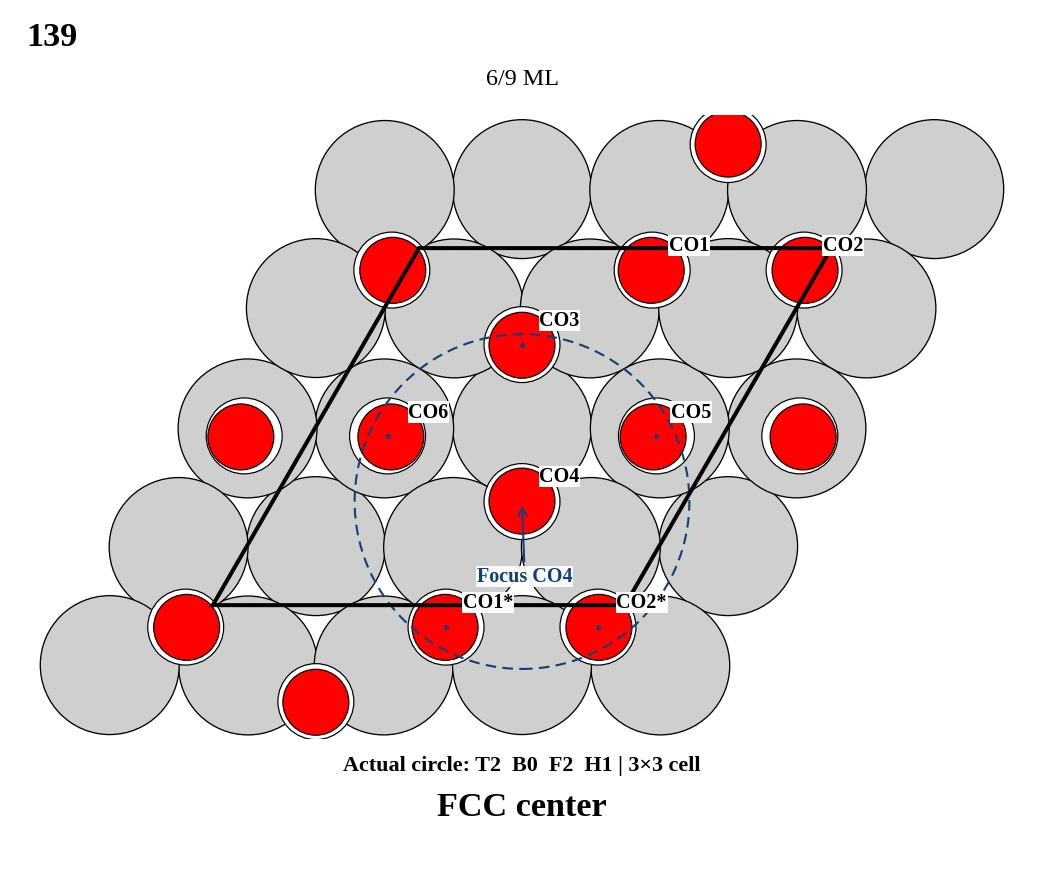 139
6/9 ML
CO1
CO2
CO3
CO6
CO5
CO4
Focus CO4
CO1*
CO2*
Actual circle: T2  B0  F2  H1 | 3×3 cell
FCC center